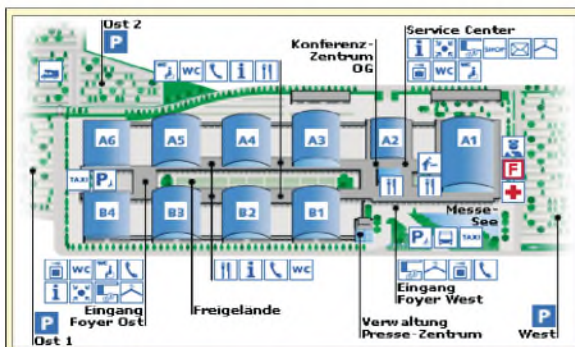 Ost 2
P
Konferenz-
Zentrum
OG
Service Center
i
SHOP
WC
WC
i
A6
A5
A4
A3
A2
A1
F
TAXI
P
B4
B3
B2
B1
Messe-
See
P
TAXI
WC
i
i
WC
Eingang
Foyer Ost
Freigelände
Eingang
Foyer West
Verwaltung
Presse-Zentrum
P
Ost 1
P
West